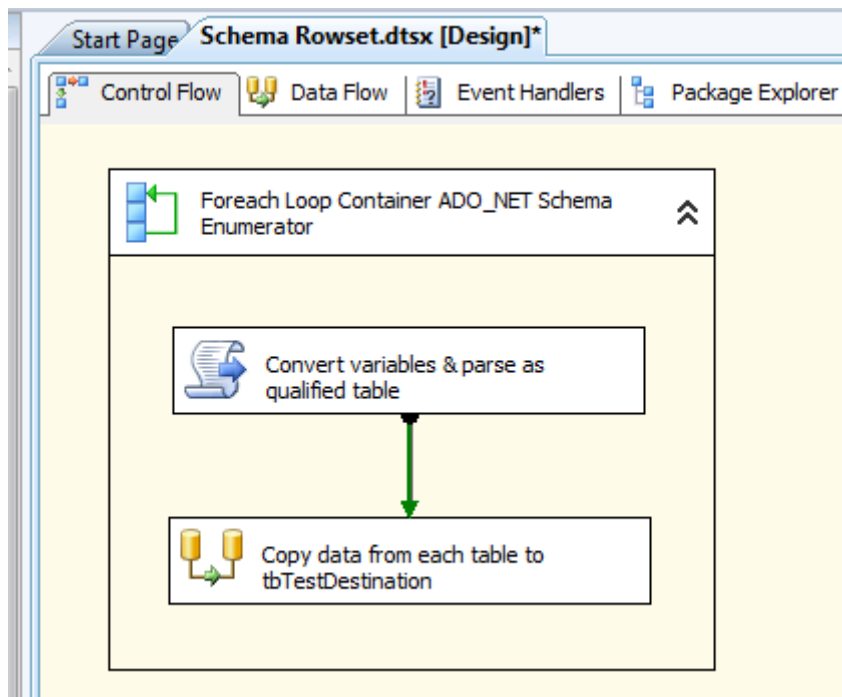 Start Page
Schema Rowset.dtsx [Design]*
Control Flow
Data Flow
Event Handlers
Package Explorer
Foreach Loop Container ADO_NET Schema
Enumerator
Convert variables & parse as
qualified table
Copy data from each table to
tbTestDestination